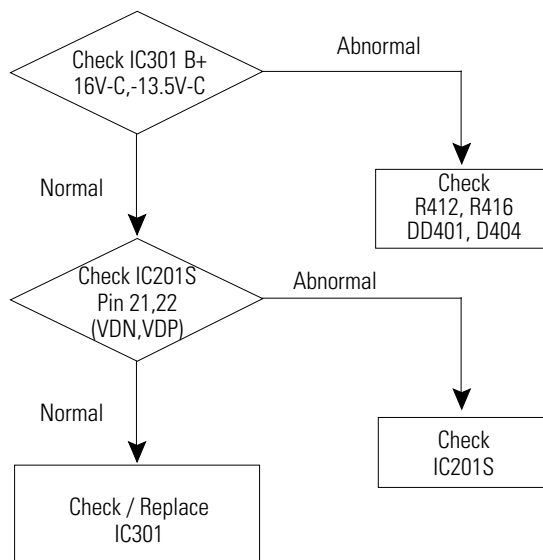 Check IC301 B+
16V-C,-13.5V-C
Abnormal
Normal
Check
R412, R416
DD401, D404
Check IC201S
Pin 21,22
(VDN,VDP)
Abnormal
Normal
Check
IC201S
Check / Replace
IC301